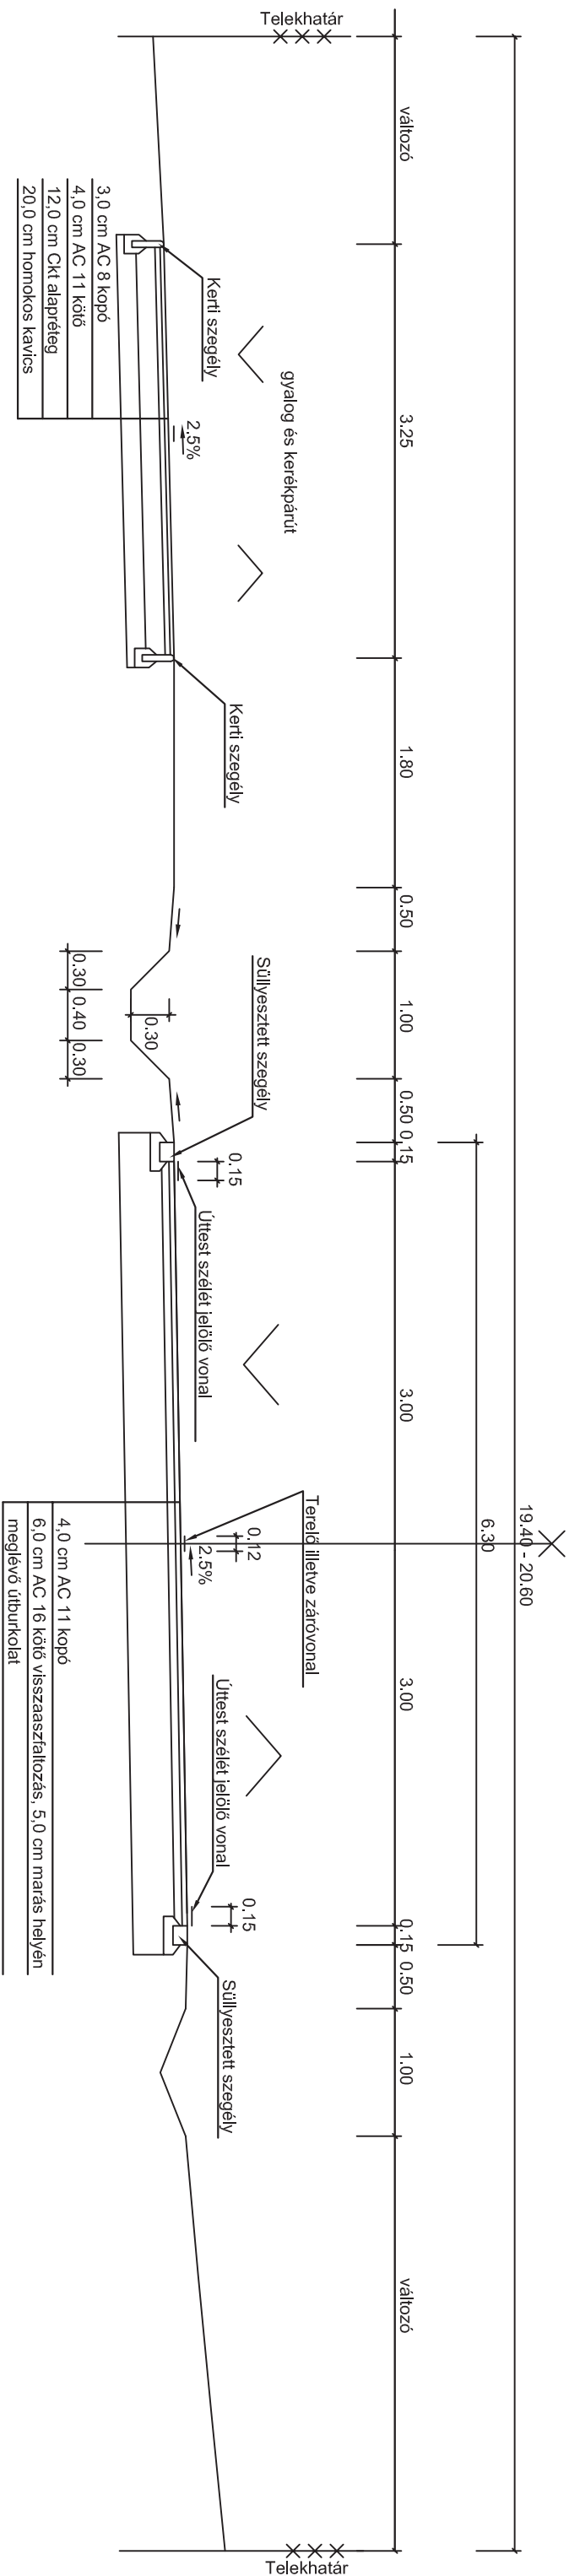 19.40 - 20.60
6.30
változó
3.25
1.80
0.50
1.00
0.50
0.15
3.00
3.00
0.15
0.50
1.00
változó
Telekhatár
gyalog és kerékpárút
Kerti szegély
2,5%
3,0 cm AC 8 kopó
4,0 cm AC 11 kötő
12,0 cm Ckt alapréteg
20,0 cm homokos kavics
Kerti szegély
0.30
0.40
0.30
0.30
Süllyesztett szegély
0.15
Úttest szélét jelölő vonal
Terelő illetve záróvonal
0.12
2.5%
4,0 cm AC 11 kopó
6,0 cm AC 16 kötő visszaaszfaltozás, 5,0 cm marás helyén
meglévő útburkolat
Úttest szélét jelölő vonal
0.15
Süllyesztett szegély
Telekhatár